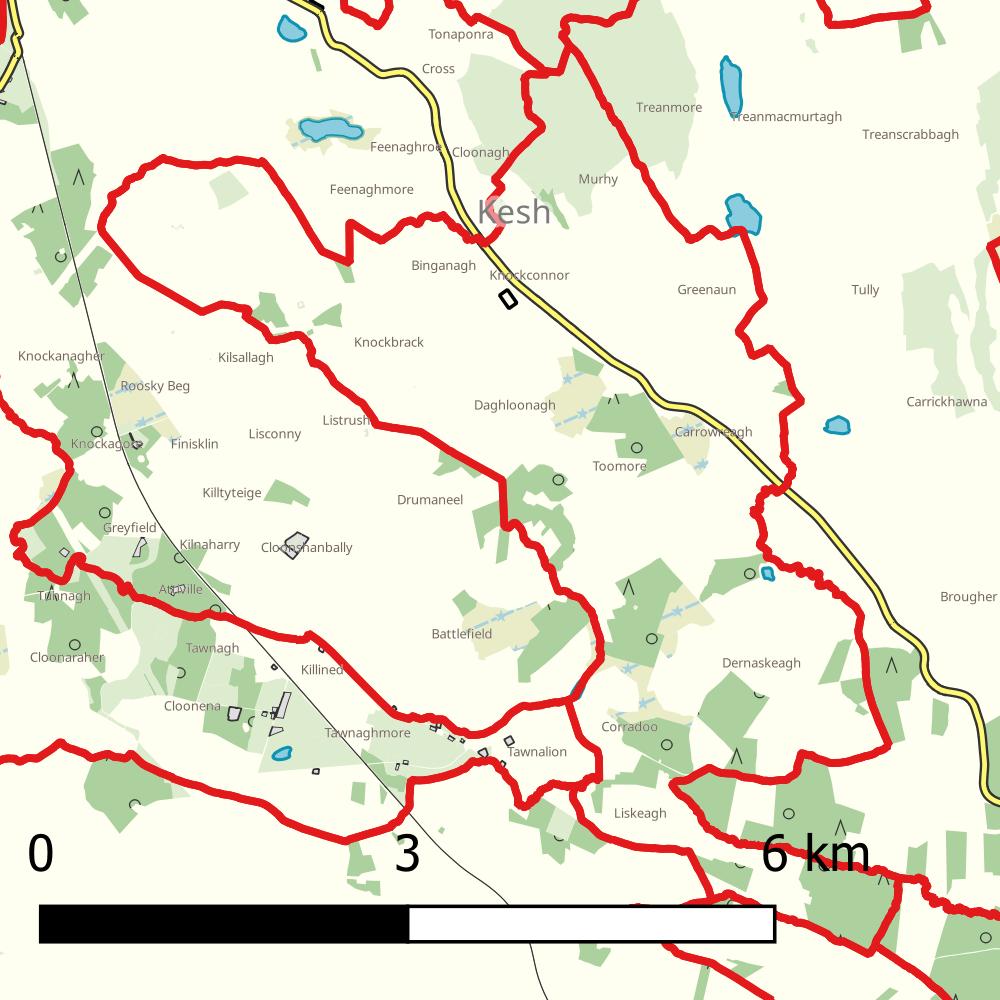 Tonaponra
Cross
Treanmore
Treanmacmurtagh
Treanscrabbagh
Feenaghroe
Cloonagh
Feenaghmore
Murhy
Kesh
Binganagh
Knockconnor
Greenaun
Tully
Knockbrack
Knockanagher
Kilsallagh
Roosky Beg
Daghloonagh
Carrickhawna
Listrush
Lisconny
Carrowreagh
Knockagore
Finisklin
Toomore
Killtyteige
Drumaneel
Greyfield
Kilnaharry
Cloonshanbally
Tunnagh
Attiville
Brougher
Battlefield
Tawnagh
Cloonaraher
Killined
Dernaskeagh
Cloonena
Tawnaghmore
Corradoo
Tawnalion
Liskeagh
0 3 6 km